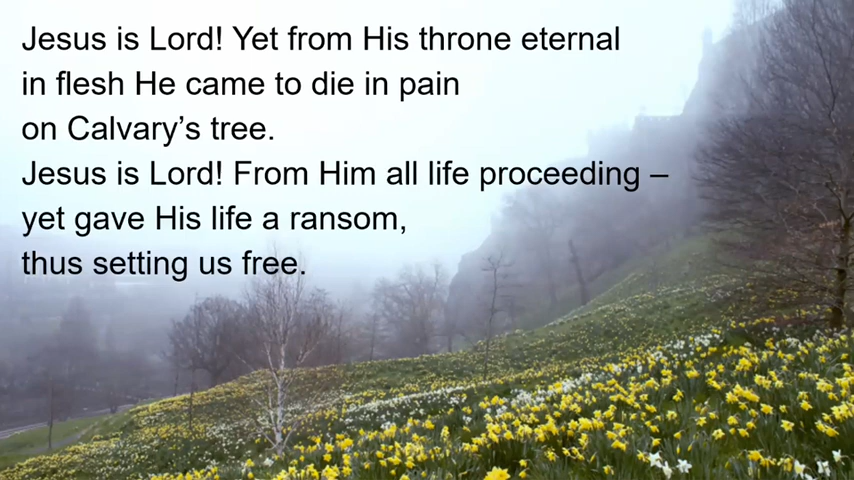 Jesus is Lord! Yet from His throne eternal
in flesh He came to die in pain
on Calvary’s tree.
Jesus is Lord! From Him all life proceeding –
yet gave His life a ransom,
thus setting us free.